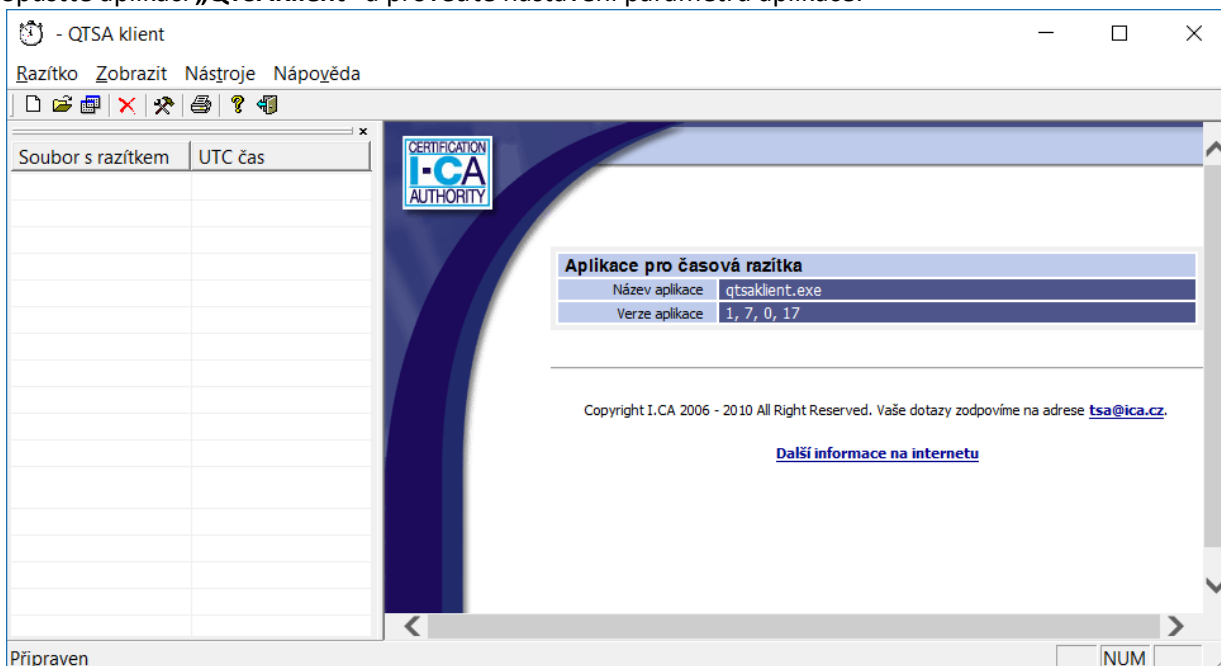 - QTSA klient
Razítko Zobrazit Nástroje Nápověda
Soubor s razítkem UTC čas
CERTIFICATION
I-CA
AUTHORITY
Aplikace pro časová razítka
Název aplikace qtsaklient.exe
Verze aplikace 1, 7, 0, 17
Copyright I.CA 2006 - 2010 All Right Reserved. Vaše dotazy zodpovíme na adrese tsa@ica.cz.
Další informace na internetu
Připraven NUM